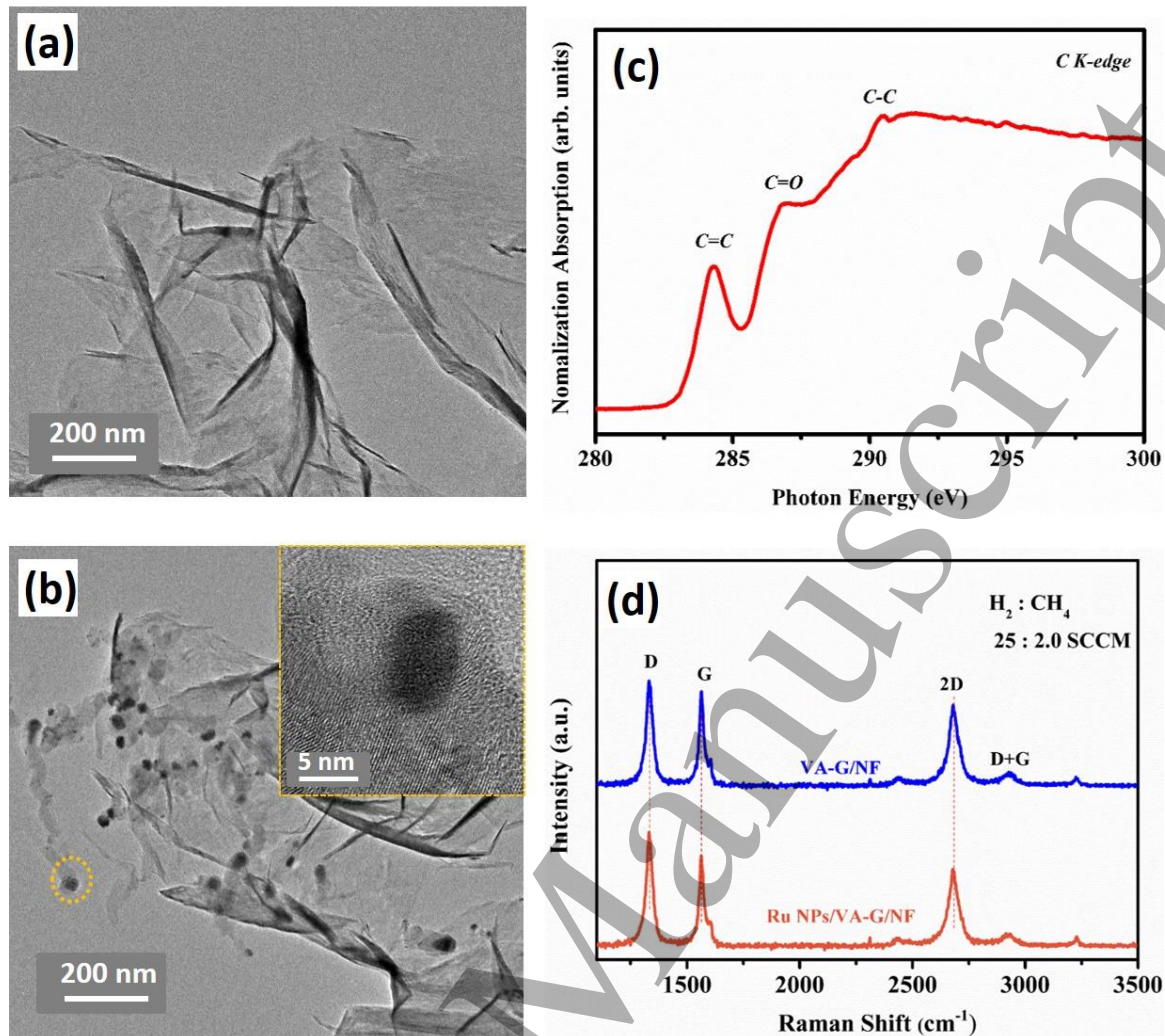 (a)
200 nm
(c)
C K-edge
C-C
C=O
C=C
Nomalization Absorption (arb. units)
280 285 290 295 300
Photon Energy (eV)
(b)
5 nm
200 nm
(d)
H2 : CH4
25 : 2.0 SCCM
D
G
2D
D+G
VA-G/NF
Ru NPs/VA-G/NF
Intensity (a.u.)
1500 2000 2500 3000 3500
Raman Shift (cm-1)
Manuscript